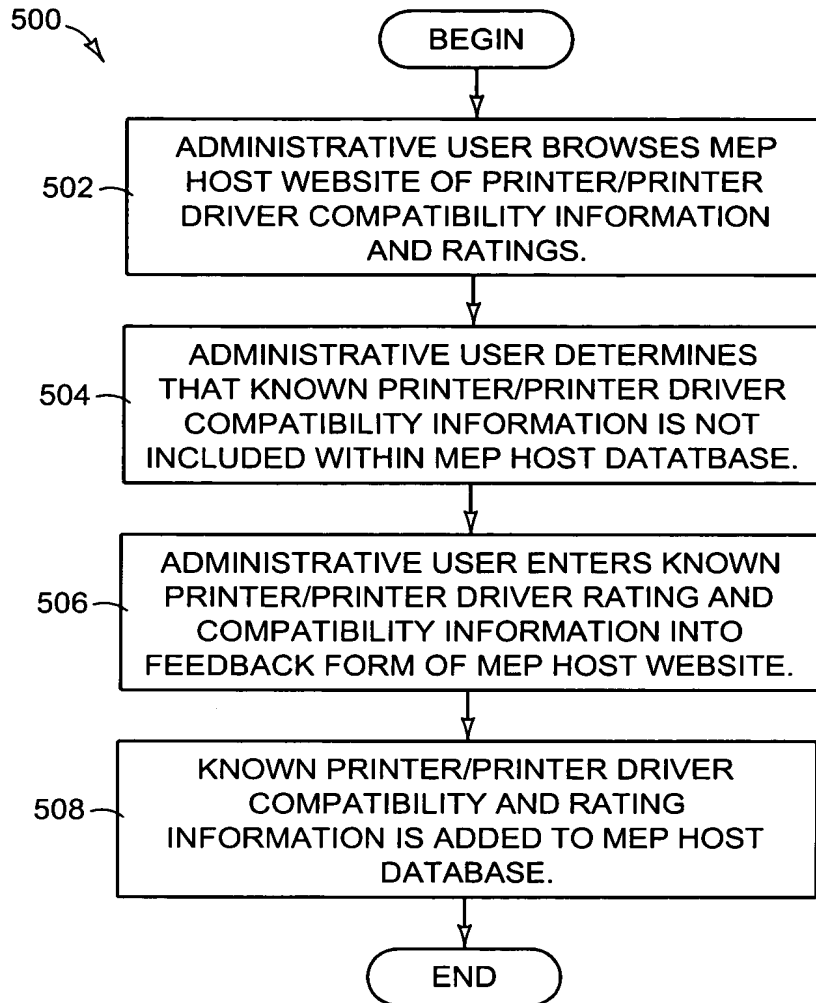 500
BEGIN
502
ADMINISTRATIVE USER BROWSES MEP
HOST WEBSITE OF PRINTER/PRINTER
DRIVER COMPATIBILITY INFORMATION
AND RATINGS.
504
ADMINISTRATIVE USER DETERMINES
THAT KNOWN PRINTER/PRINTER DRIVER
COMPATIBILITY INFORMATION IS NOT
INCLUDED WITHIN MEP HOST DATATBASE.
506
ADMINISTRATIVE USER ENTERS KNOWN
PRINTER/PRINTER DRIVER RATING AND
COMPATIBILITY INFORMATION INTO
FEEDBACK FORM OF MEP HOST WEBSITE.
508
KNOWN PRINTER/PRINTER DRIVER
COMPATIBILITY AND RATING
INFORMATION IS ADDED TO MEP HOST
DATABASE.
END